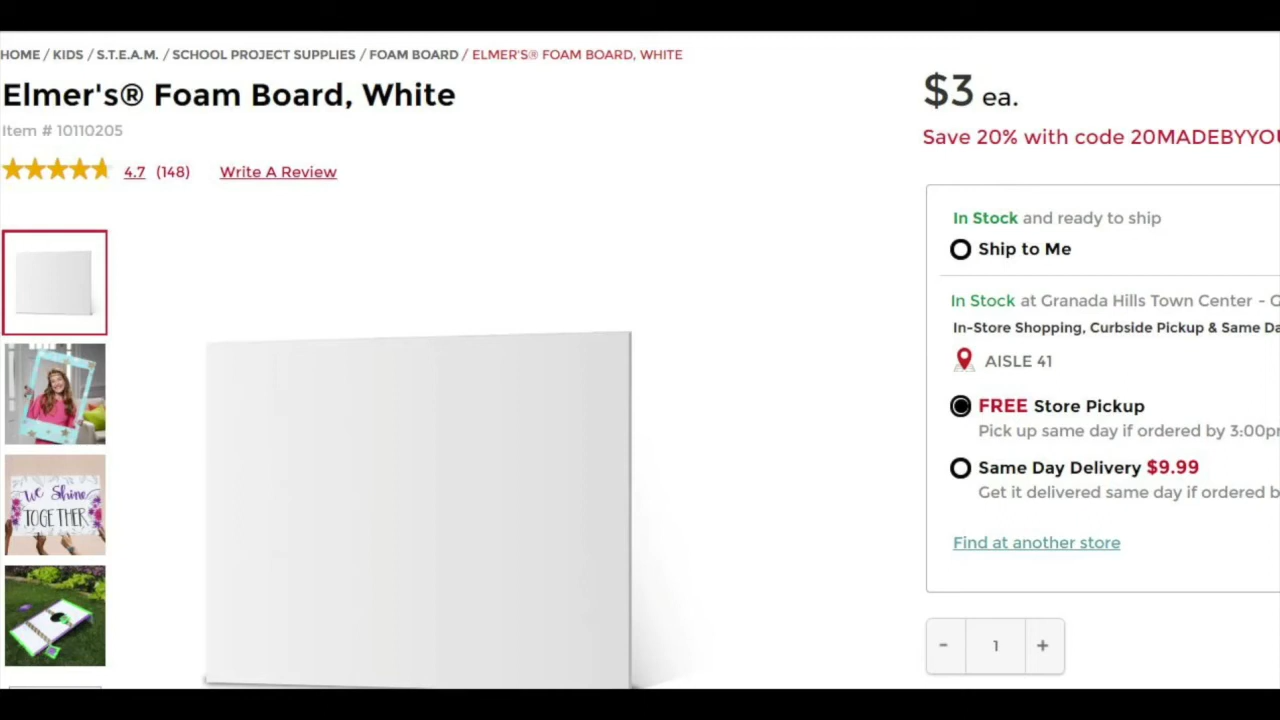 HOME / KIDS / S.T.E.A.M. / SCHOOL PROJECT SUPPLIES / FOAM BOARD / ELMER'S® FOAM BOARD, WHITE
Elmer's® Foam Board, White
Item # 10110205
4.7 (148) Write A Review
We Shine
TOGETHER
$3 ea.
Save 20% with code 20MADEBYYOU
In Stock and ready to ship
Ship to Me
In Stock at Granada Hills Town Center - G
In-Store Shopping, Curbside Pickup & Same Da
AISLE 41
FREE Store Pickup
Pick up same day if ordered by 3:00p
Same Day Delivery $9.99
Get it delivered same day if ordered b
Find at another store
- 1 +